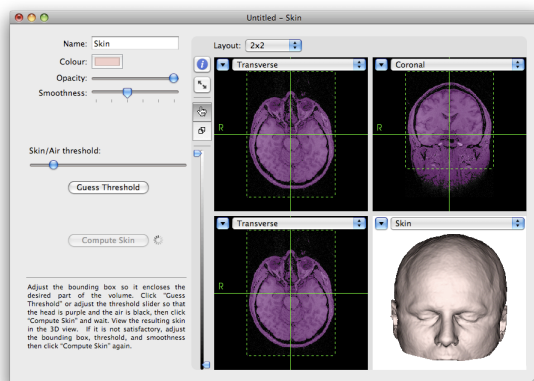 Untitled – Skin
Name: Skin
Colour:
Opacity:
Smoothness:
Skin/Air threshold:
Guess Threshold
Compute Skin
Adjust the bounding box so it encloses the
desired part of the volume. Click "Guess
Threshold" or adjust the threshold slider so that
the head is purple and the air is black, then click
"Compute Skin" and wait. View the resulting skin
in the 3D view. If it is not satisfactory, adjust
the bounding box, threshold, and smoothness
then click "Compute Skin" again.
Layout: 2x2
Transverse
Coronal
R
R
Transverse
Skin
R